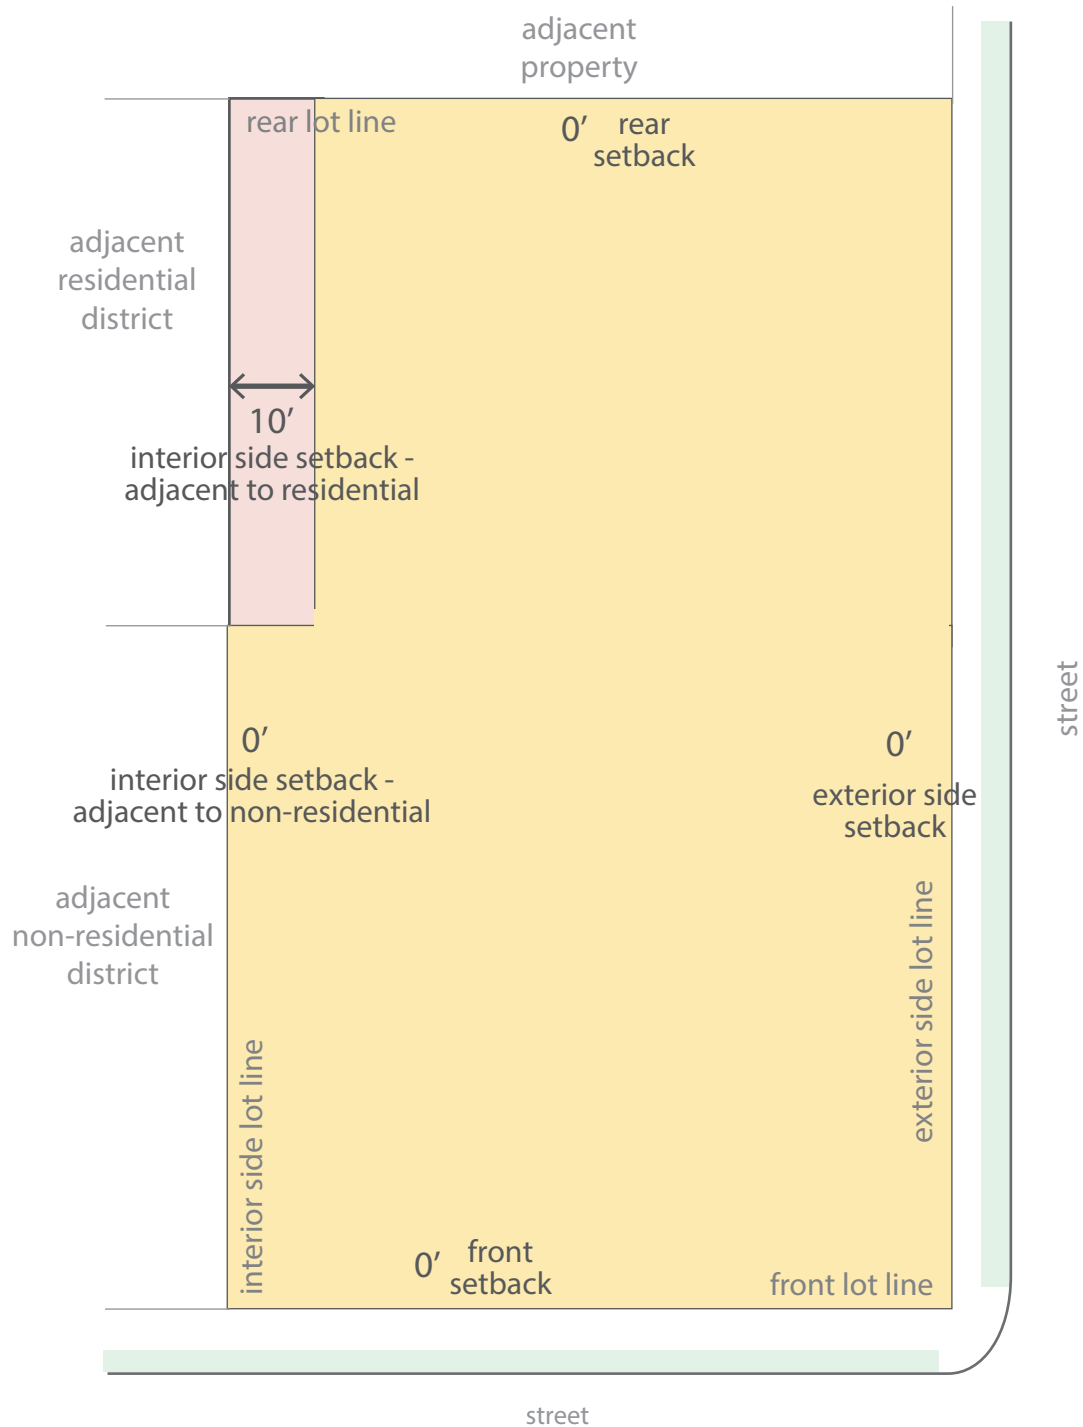 adjacent
property
rear lot line
0′ rear
setback
adjacent
residential
district
10′
interior side setback -
adjacent to residential
street
0′
interior side setback -
adjacent to non-residential
0′
exterior side
setback
adjacent
non-residential
district
exterior side lot line
interior side lot line
0′ front
setback
front lot line
street